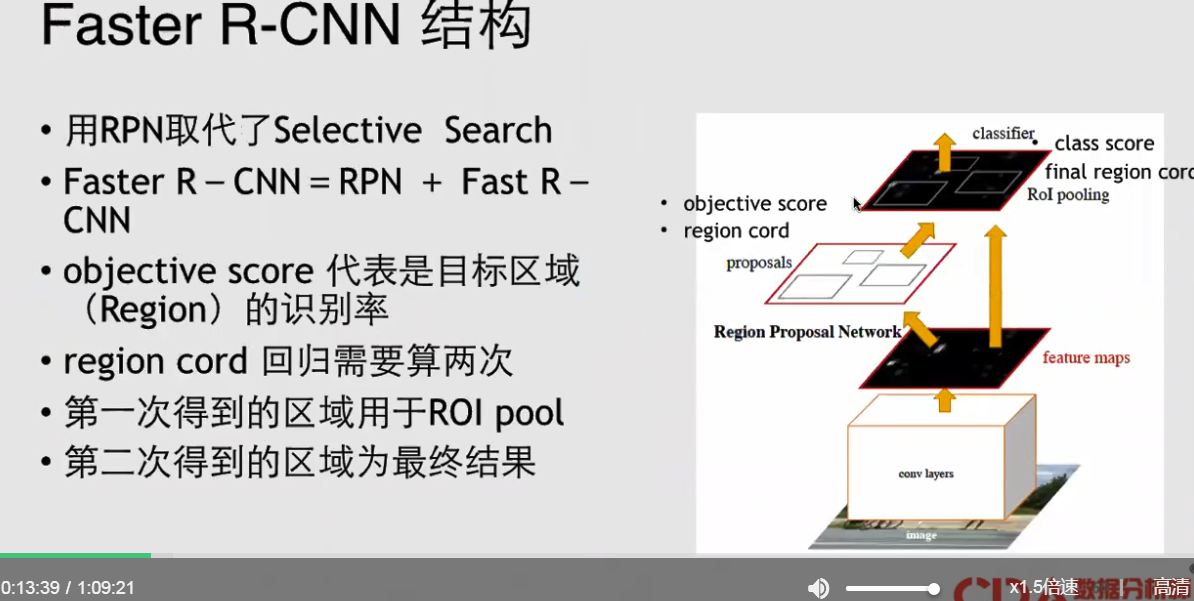 Faster R-CNN 结构
• 用RPN取代了Selective Search
• Faster R – CNN = RPN + Fast R –
CNN
• objective score 代表是目标区域
（Region）的识别率
• region cord 回归需要算两次
• 第一次得到的区域用于ROI pool
• 第二次得到的区域为最终结果
classifier
• class score
final region cord
RoI pooling
• objective score
• region cord
proposals
Region Proposal Network
feature maps
conv layers
image
0:13:39 / 1:09:21
x1.5倍速
高清
数据分析